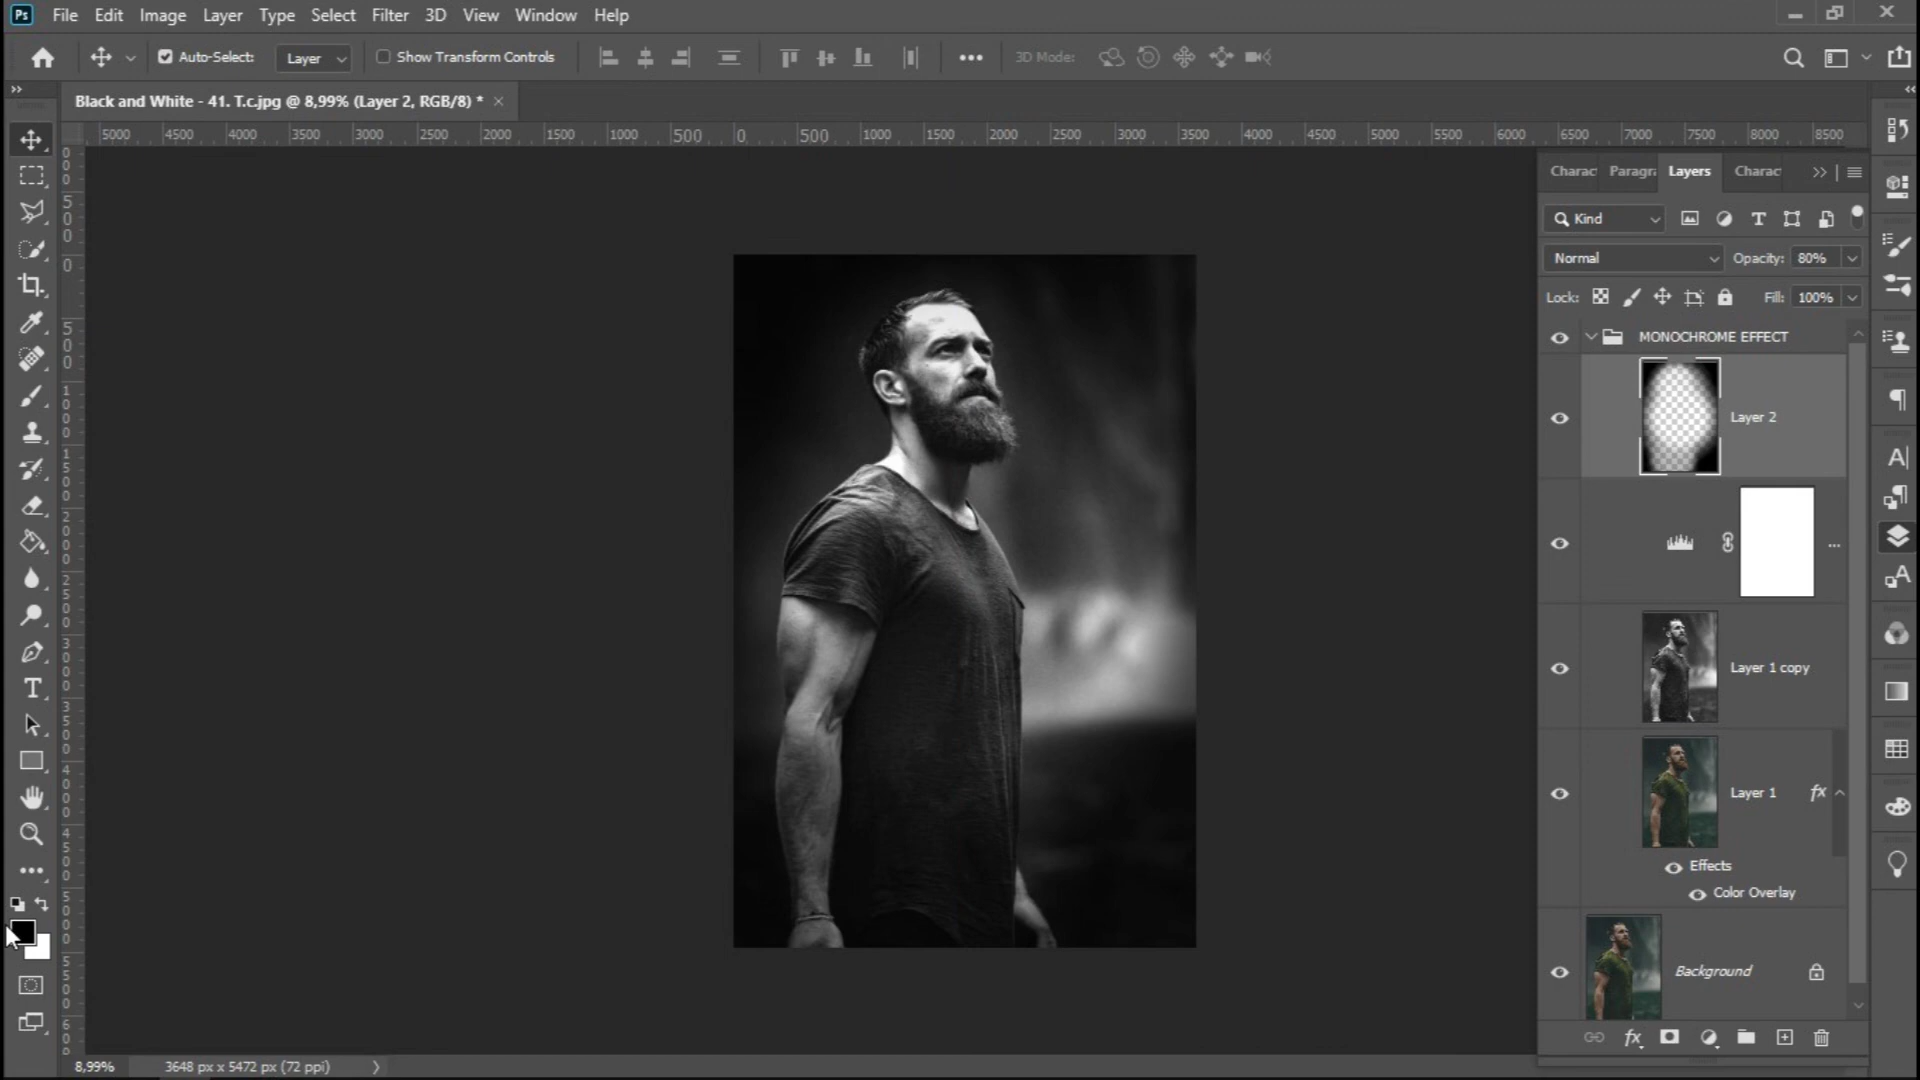 Ps File Edit Image Layer Type Select Filter 3D View Window Help
Auto-Select: Layer Show Transform Controls 3D Mode:
Black and White - 41. T.c.jpg @ 8,99% (Layer 2, RGB/8) *
5000 4500 4000 3500 3000 2500 2000 1500 1000 500 0 500 1000 1500 2000 2500 3000 3500 4000 4500 5000 5500 6000 6500 7000 7500 8000 8500
Charac Paragra Layers Charac
Kind
Normal Opacity: 80%
Lock: Fill: 100%
MONOCHROME EFFECT
Layer 2
Layer 1 copy
Layer 1 fx
Effects
Color Overlay
Background
fx
8,99% 3648 px x 5472 px (72 ppi)